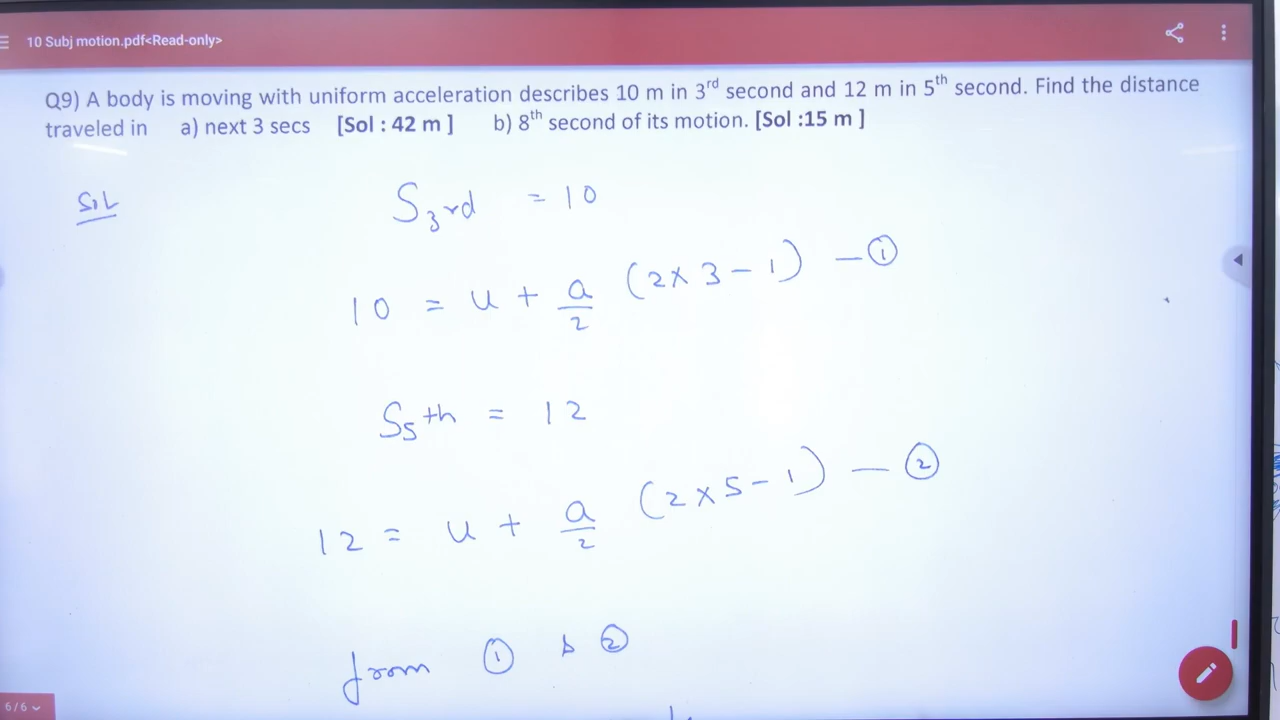 10 Subj motion.pdf<Read-only>
Q9) A body is moving with uniform acceleration describes 10 m in 3rd second and 12 m in 5th second. Find the distance
traveled in a) next 3 secs [Sol : 42 m ] b) 8th second of its motion. [Sol :15 m ]
Sol
S3rd = 10
10 = u + a/2 (2 x 3 - 1) - ①
S5th = 12
12 = u + a/2 (2 x 5 - 1) - ②
from ① & ②
6 / 6